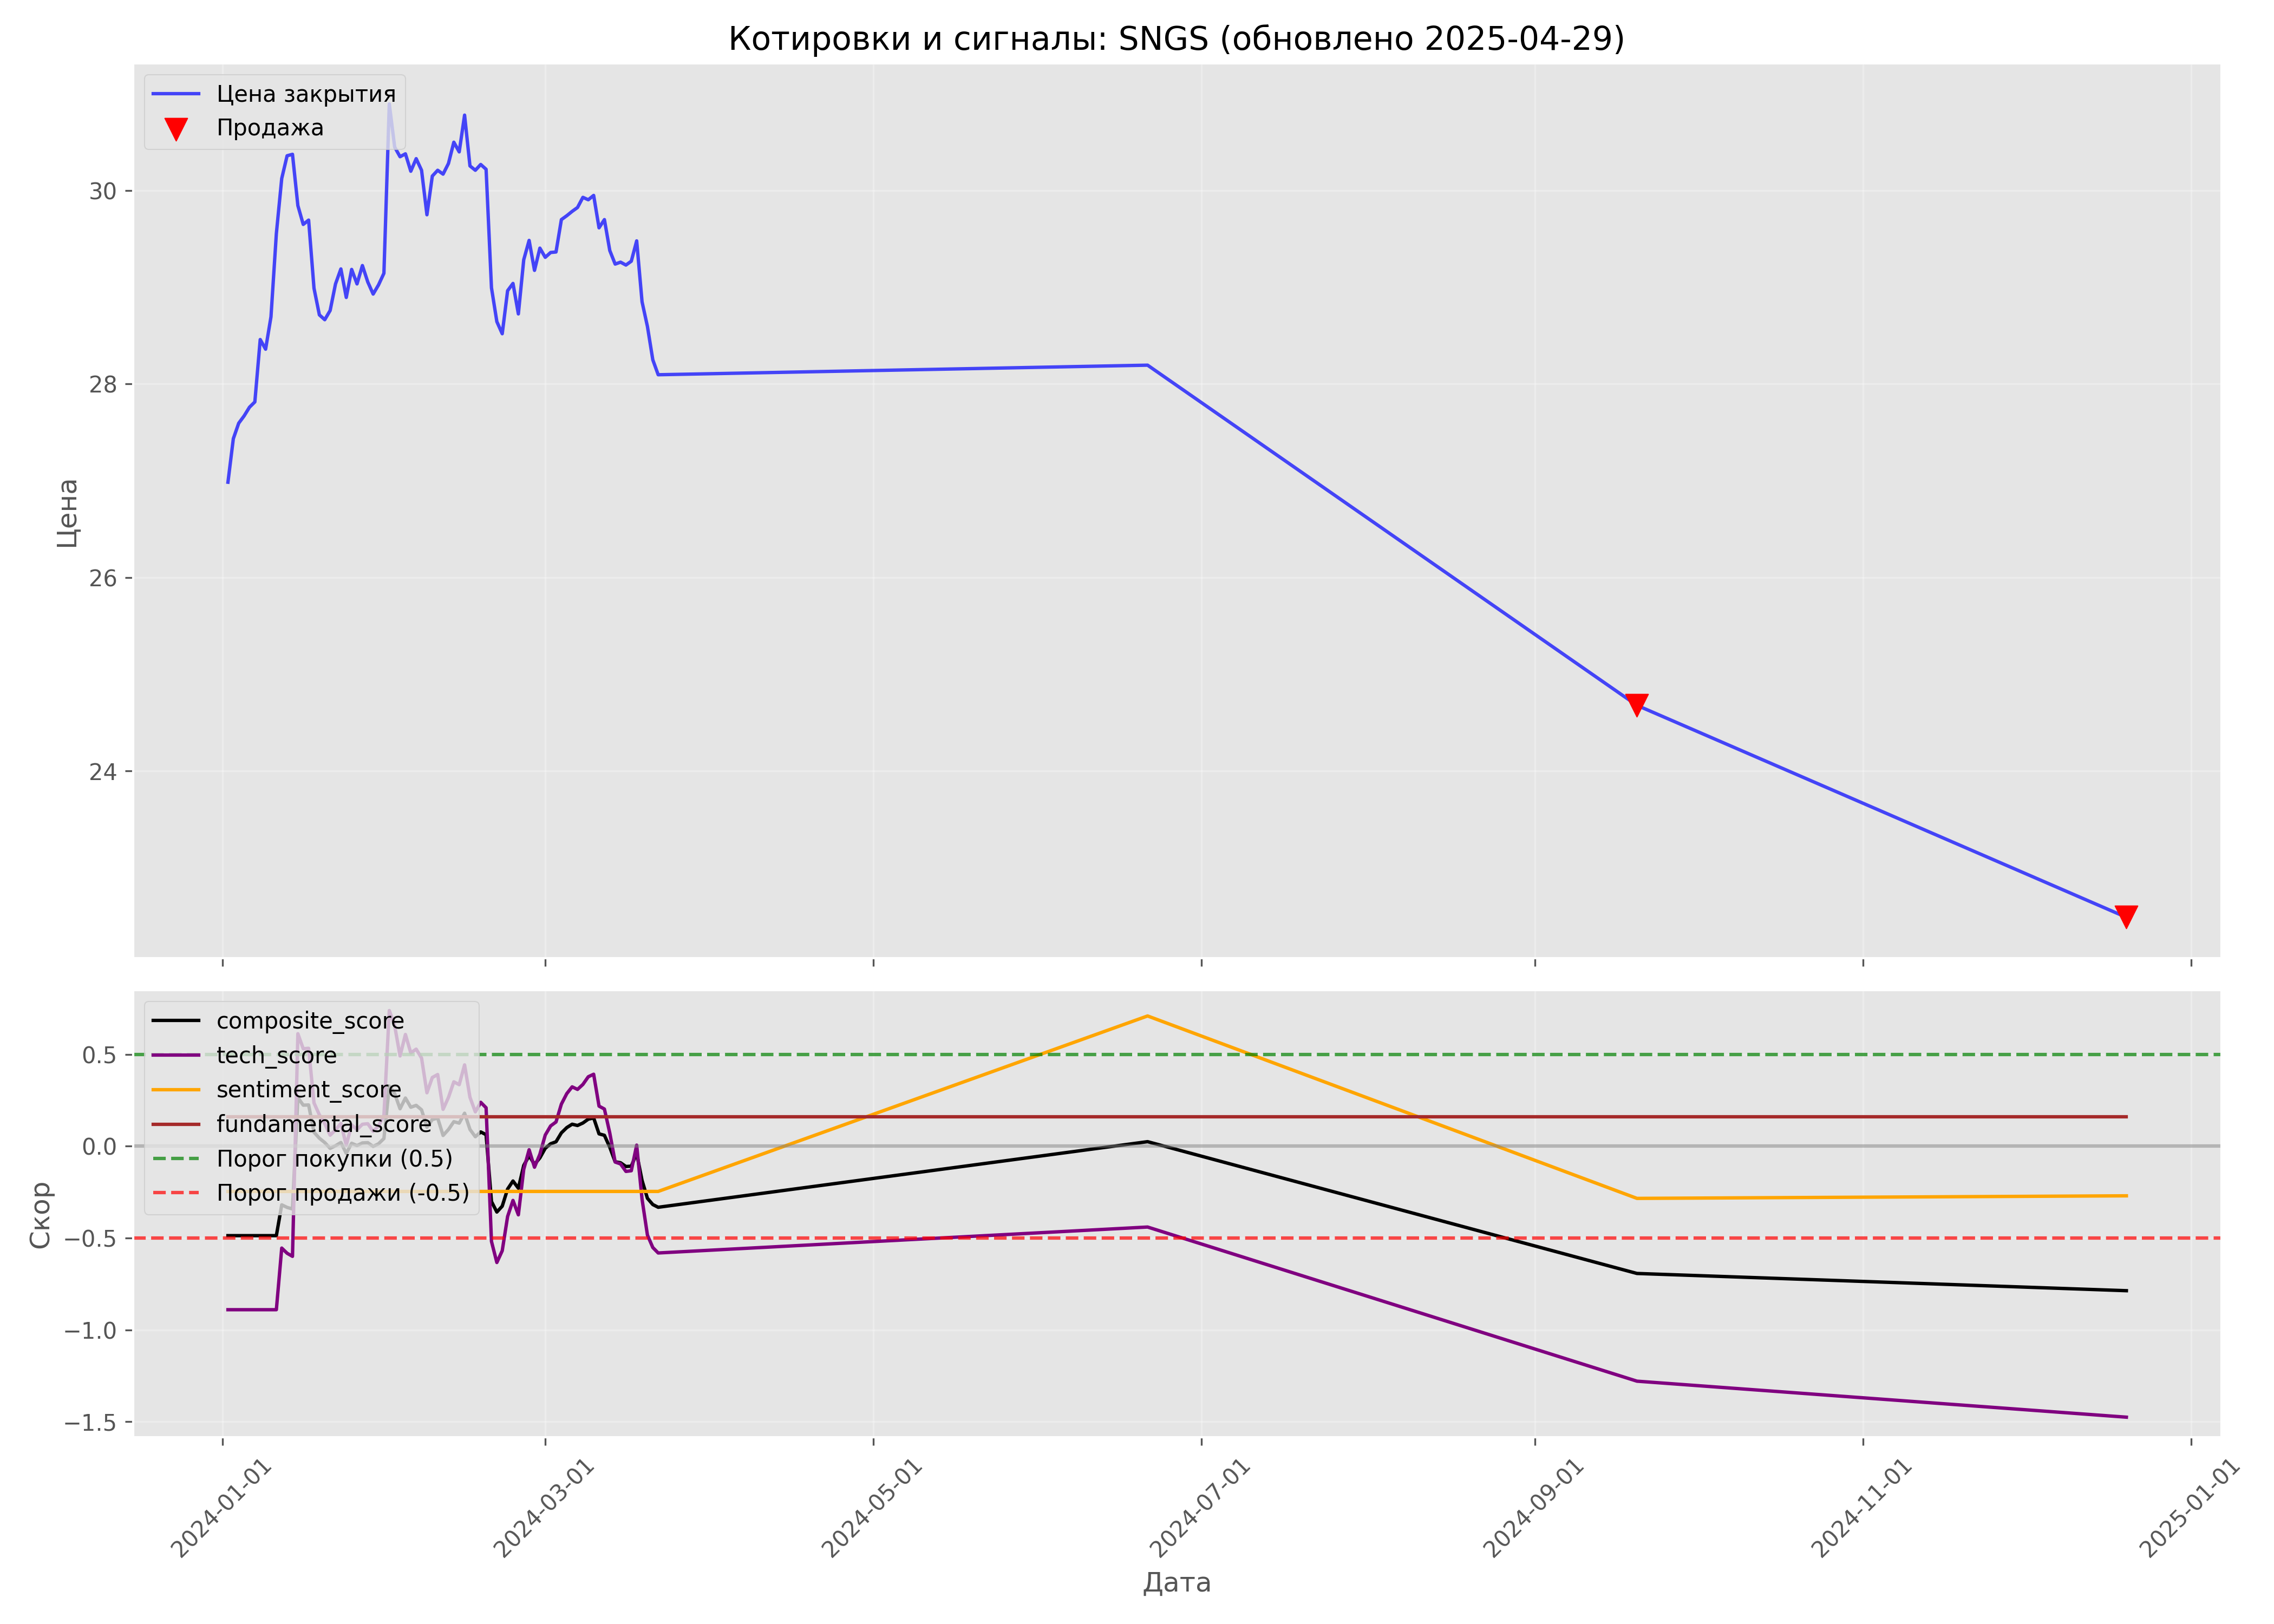 Котировки и сигналы: SNGS (обновлено 2025-04-29)
Цена закрытия
Продажа
Цена
30
28
26
24
composite_score
tech_score
sentiment_score
fundamental_score
Порог покупки (0.5)
Порог продажи (-0.5)
Скор
0.5
0.0
−0.5
−1.0
−1.5
2024-01-01
2024-03-01
2024-05-01
2024-07-01
2024-09-01
2024-11-01
2025-01-01
Дата